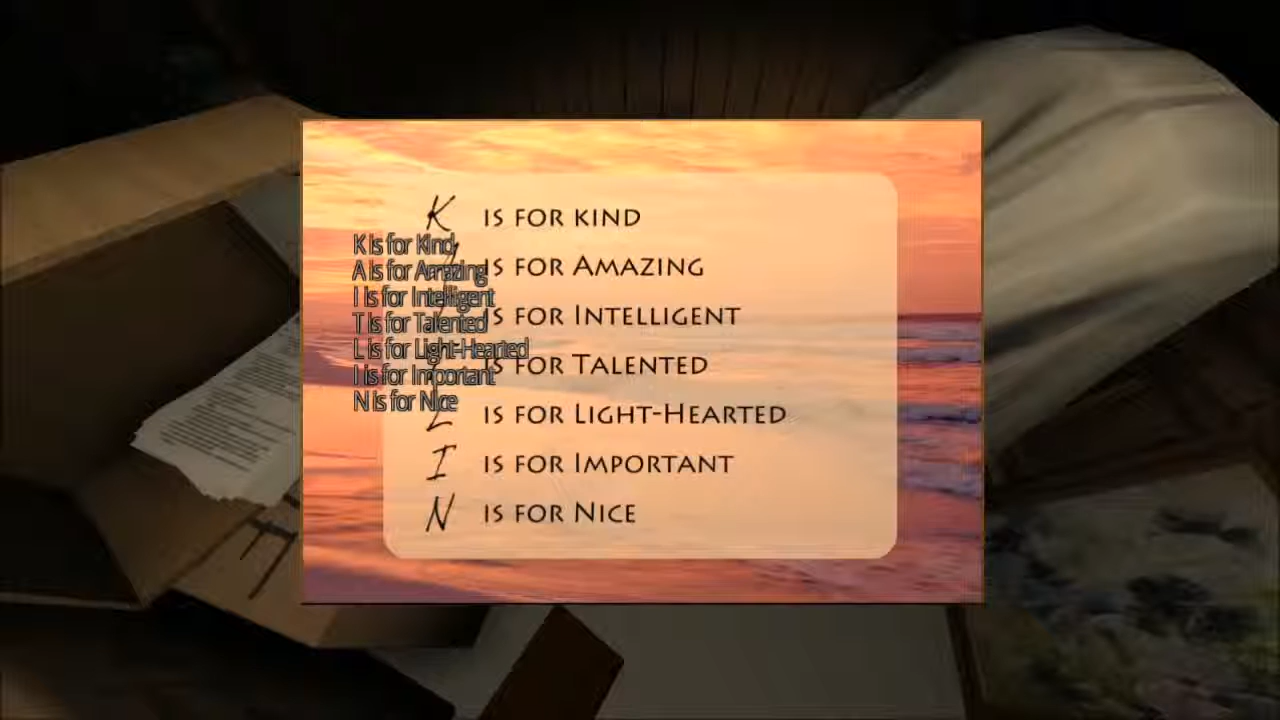 K is for kind
A is for Amazing
I is for Intelligent
T is for Talented
L is for Light-Hearted
I is for Important
N is for Nice
K is for Kind
is for Amazing
is for Intelligent
is for Talented
L is for Light-Hearted
I is for Important
N is for Nice